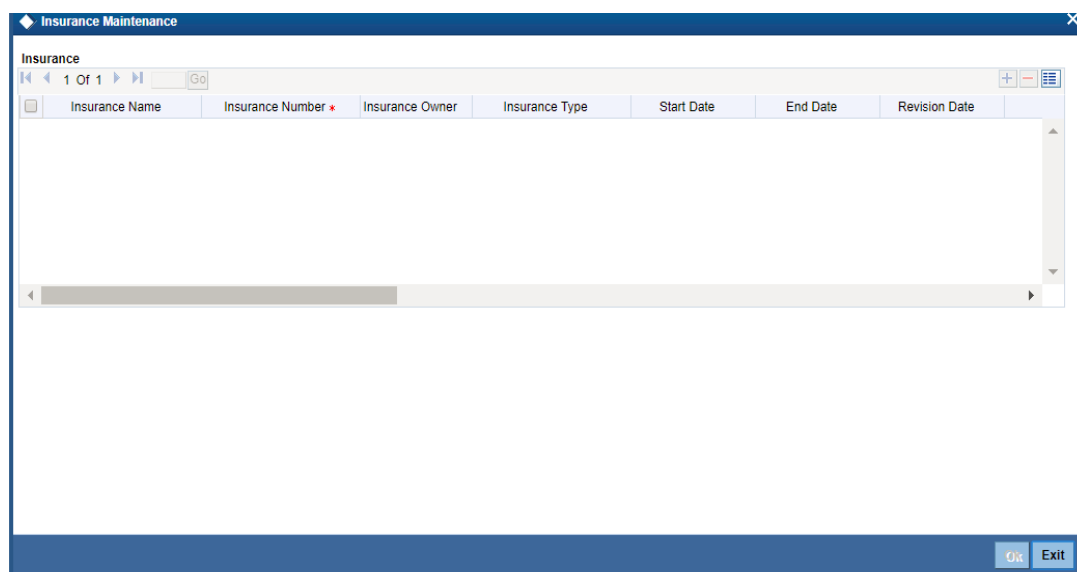 Insurance Maintenance
Insurance
1 Of 1 Go
Insurance Name Insurance Number * Insurance Owner Insurance Type Start Date End Date Revision Date
Ok Exit